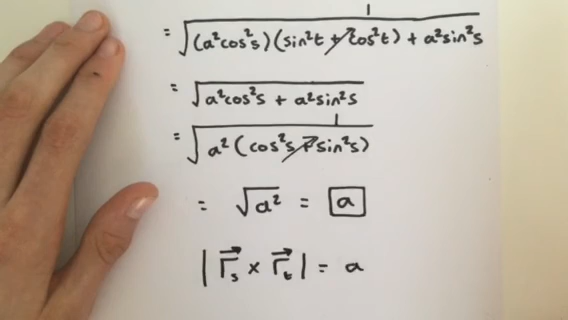 1
= √(a²cos²s)(sin²t + cos²t) + a²sin²s
= √a²cos²s + a²sin²s
1
= √a²(cos²s + sin²s)
= √a² = a
|r⃗ₛ × r⃗ₜ| = a